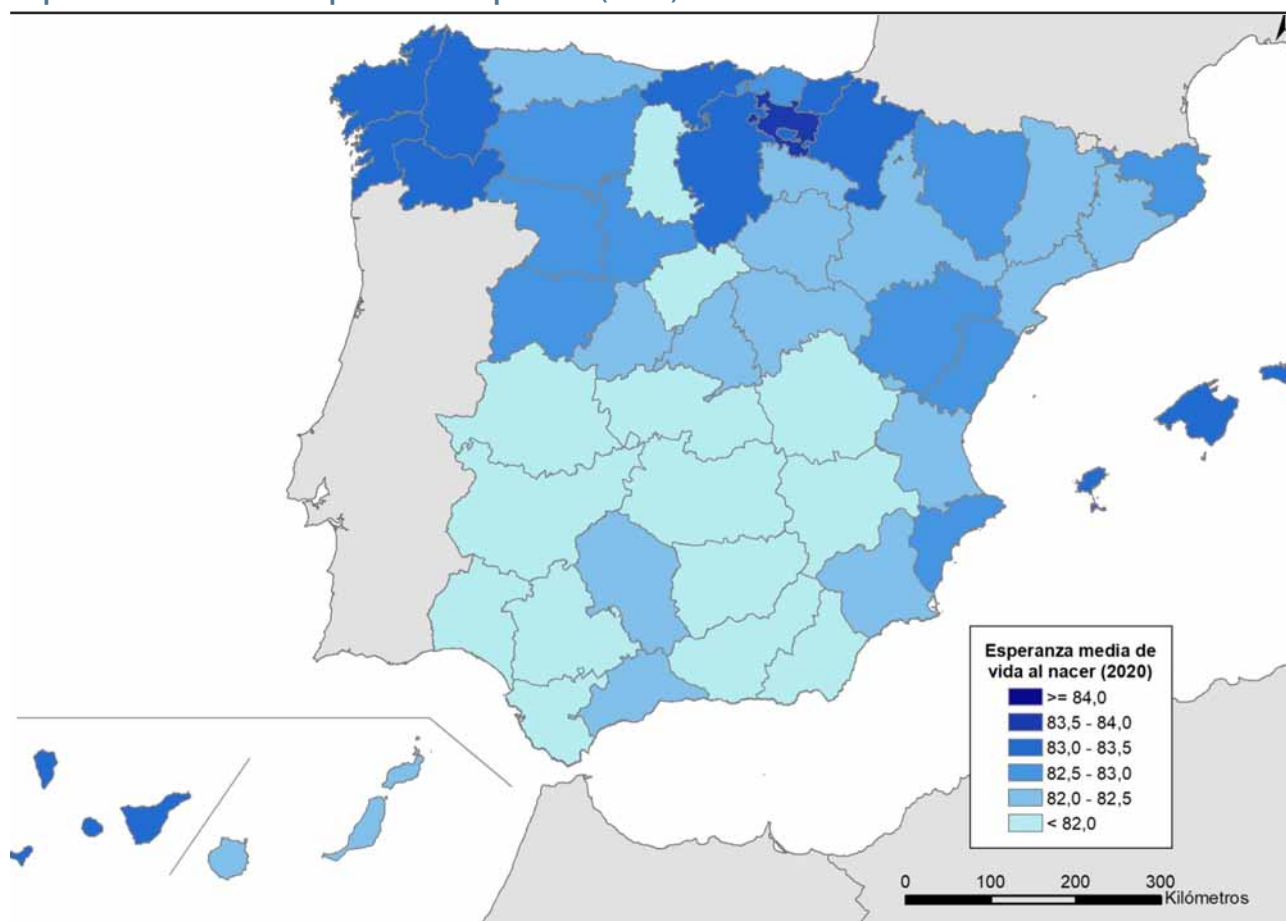 Esperanza media de
vida al nacer (2020)
>= 84,0
83,5 - 84,0
83,0 - 83,5
82,5 - 83,0
82,0 - 82,5
< 82,0
0 100 200 300
Kilómetros